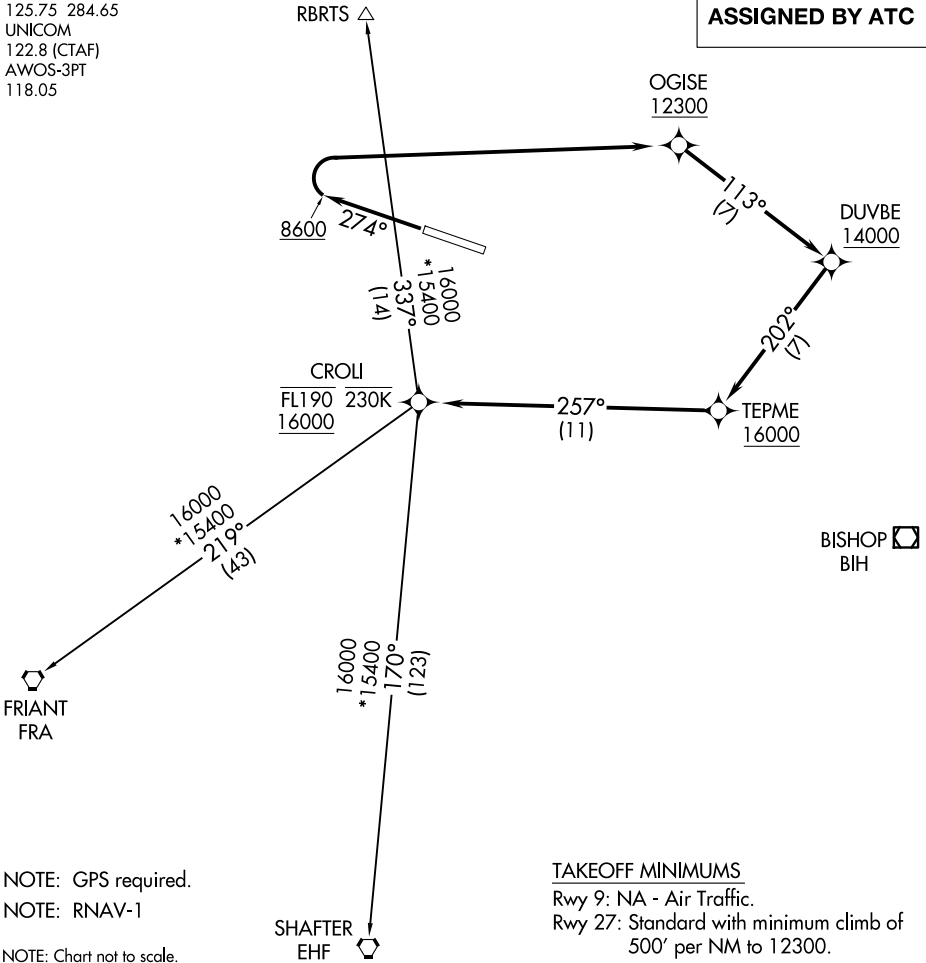 125.75 284.65
UNICOM
122.8 (CTAF)
AWOS-3PT
118.05
RBRTS
ASSIGNED BY ATC
OGISE
12300
113°
(7)
DUVBE
14000
8600
274°
16000
*15400
337°
(14)
202°
(7)
CROLI
FL190 230K
16000
257°
(11)
TEPME
16000
16000
*15400
219°
(43)
BISHOP
BIH
16000
*15400
170°
(123)
FRIANT
FRA
NOTE: GPS required.
NOTE: RNAV-1
NOTE: Chart not to scale.
SHAFTER
EHF
TAKEOFF MINIMUMS
Rwy 9: NA - Air Traffic.
Rwy 27: Standard with minimum climb of
500' per NM to 12300.